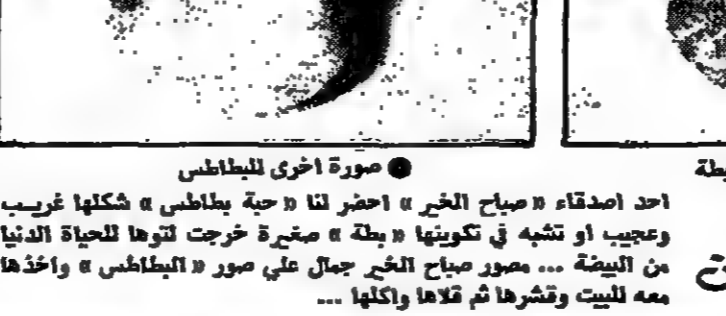 ● صورة اخرى للبطاطس
بطة
احد اصدقاء « صباح الخير » احضر لنا « حبة بطاطس » شكلها غريب
وعجيب او تشبه في تكوينها « بطة » صغيرة خرجت لتوها للحياة الدنيا
من البيضة ... مصور صباح الخير جمال علي صور « البطاطس » واخذها
معه للبيت وقشرها ثم قلاها واكلها ...